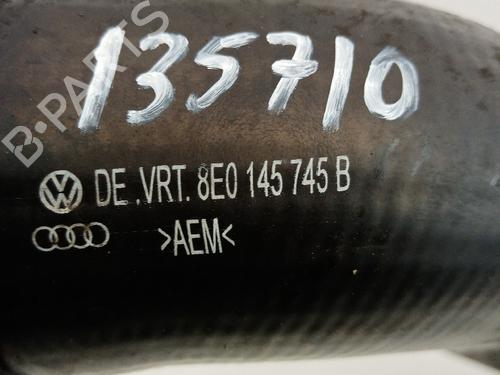 135710
B-PARTS
DE .VRT. 8E0 145 745 B
>AEM<